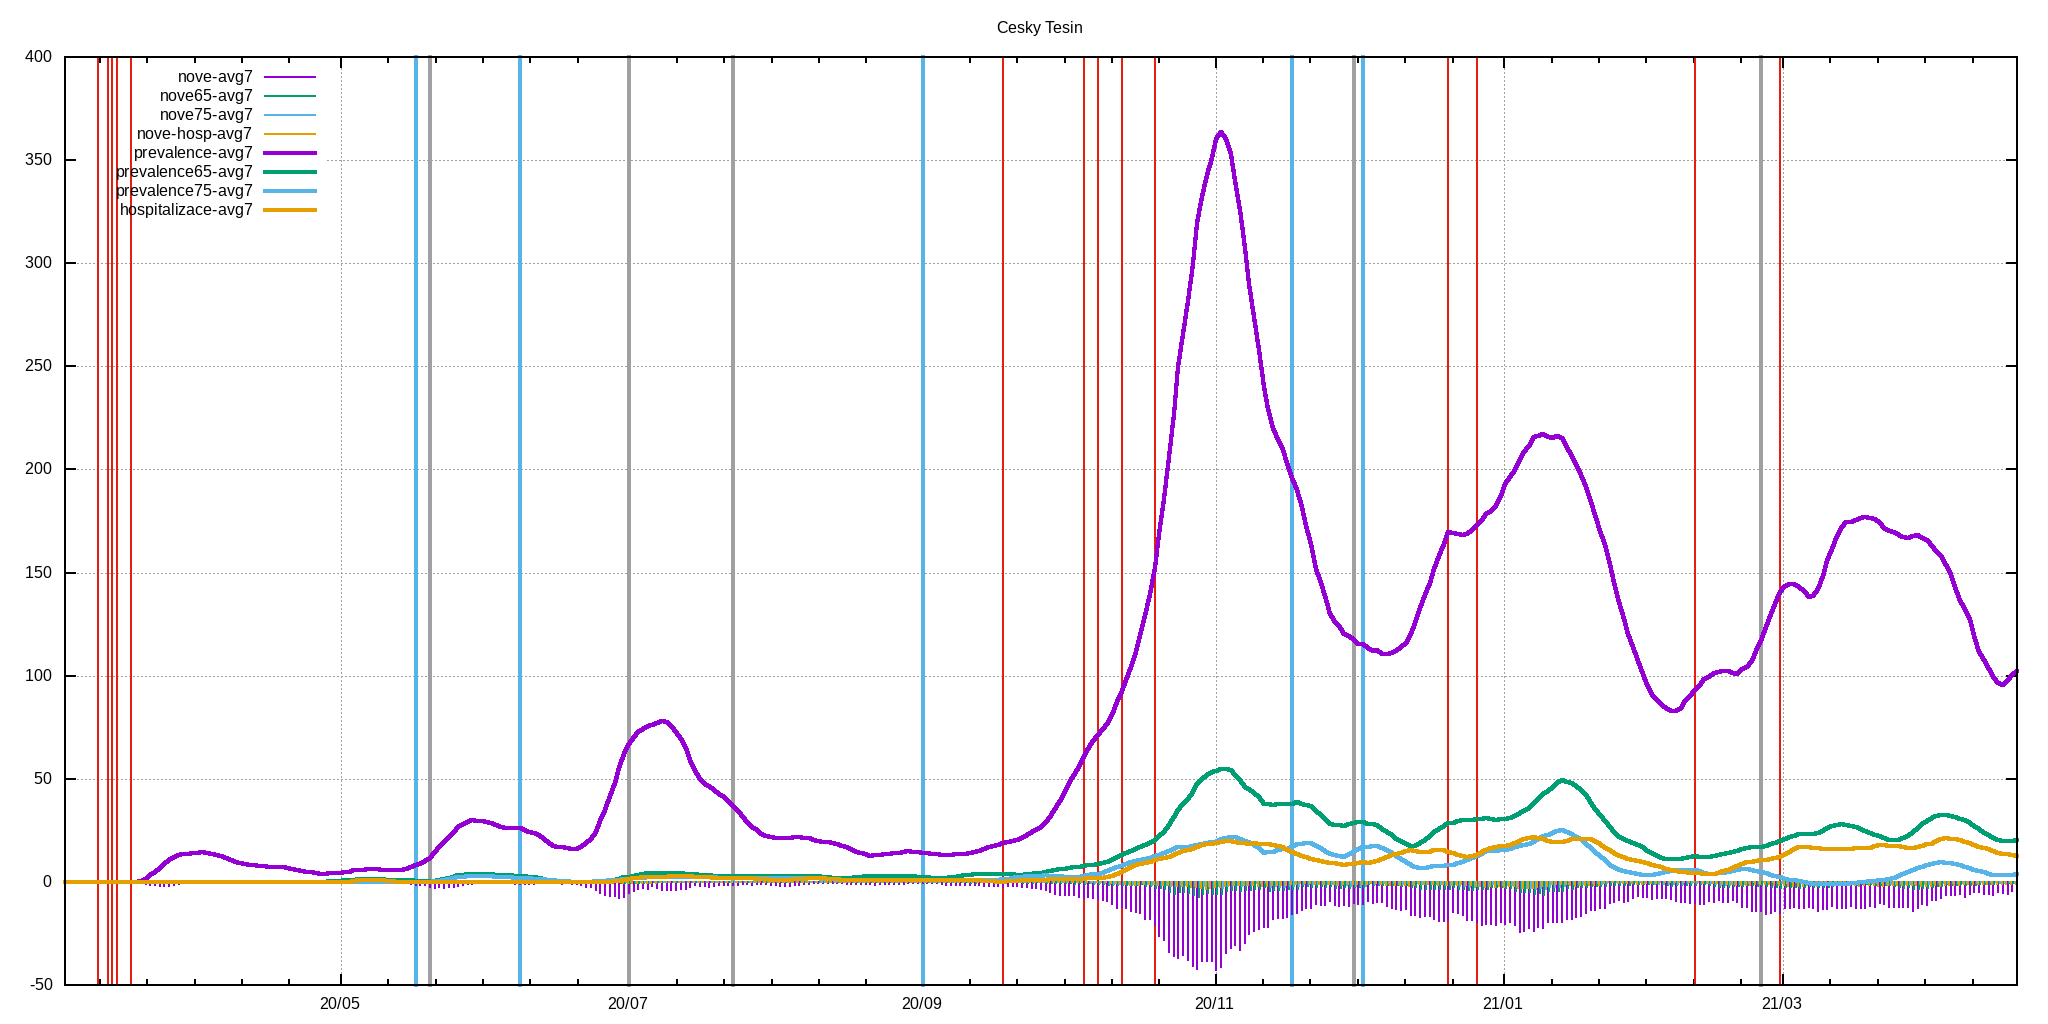 Cesky Tesin
400
350
300
250
200
150
100
50
0
-50
nove-avg7
nove65-avg7
nove75-avg7
nove-hosp-avg7
prevalence-avg7
prevalence65-avg7
prevalence75-avg7
hospitalizace-avg7
20/05 20/07 20/09 20/11 21/01 21/03